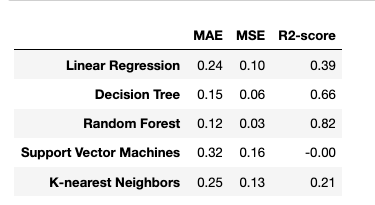 MAE MSE R2-score
Linear Regression 0.24 0.10 0.39
Decision Tree 0.15 0.06 0.66
Random Forest 0.12 0.03 0.82
Support Vector Machines 0.32 0.16 -0.00
K-nearest Neighbors 0.25 0.13 0.21